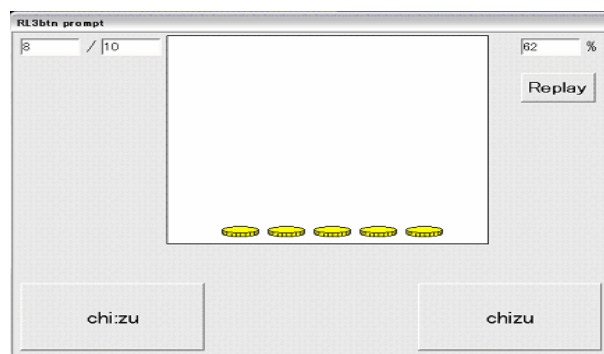 RL3btn prompt
8 / 10
62 %
Replay
chi:zu
chizu